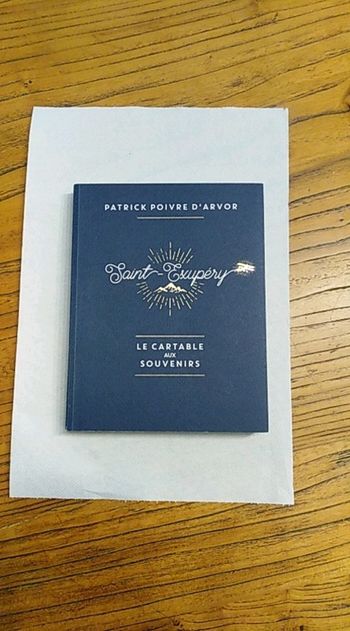 PATRICK POIVRE D'ARVOR
Saint-Exupéry
LE CARTABLE
AUX
SOUVENIRS